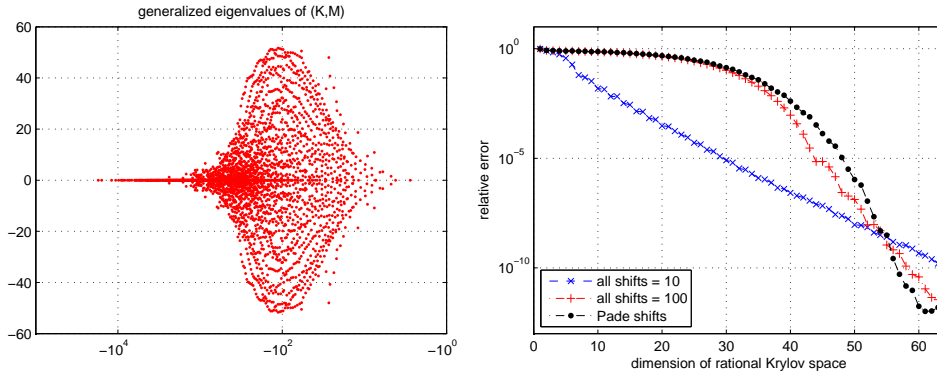 generalized eigenvalues of (K,M)
60
40
20
0
−20
−40
−60
−10^4
−10^2
−10^0
relative error
10^0
10^−5
10^−10
all shifts = 10
all shifts = 100
Pade shifts
0 10 20 30 40 50 60
dimension of rational Krylov space